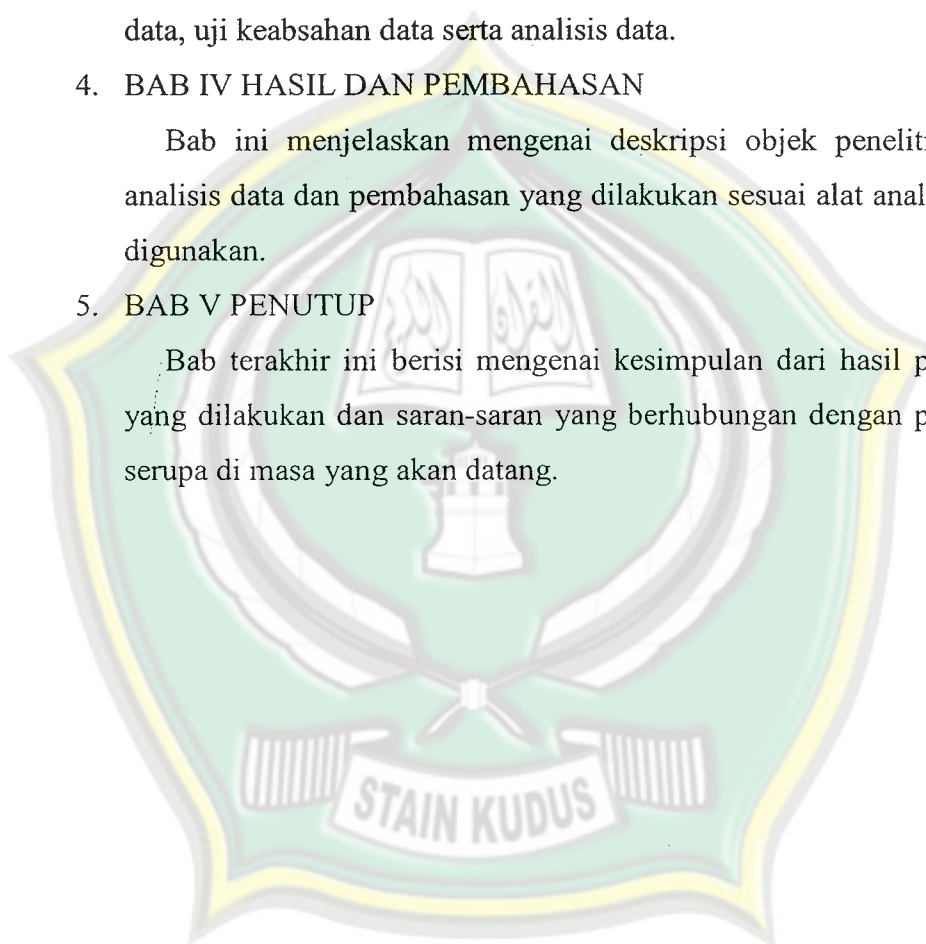 data, uji keabsahan data serta analisis data.
4. BAB IV HASIL DAN PEMBAHASAN
Bab ini menjelaskan mengenai deskripsi objek penelit
analisis data dan pembahasan yang dilakukan sesuai alat anal
digunakan.
5. BAB V PENUTUP
Bab terakhir ini berisi mengenai kesimpulan dari hasil p
yang dilakukan dan saran-saran yang berhubungan dengan p
serupa di masa yang akan datang.
STAIN KUDUS